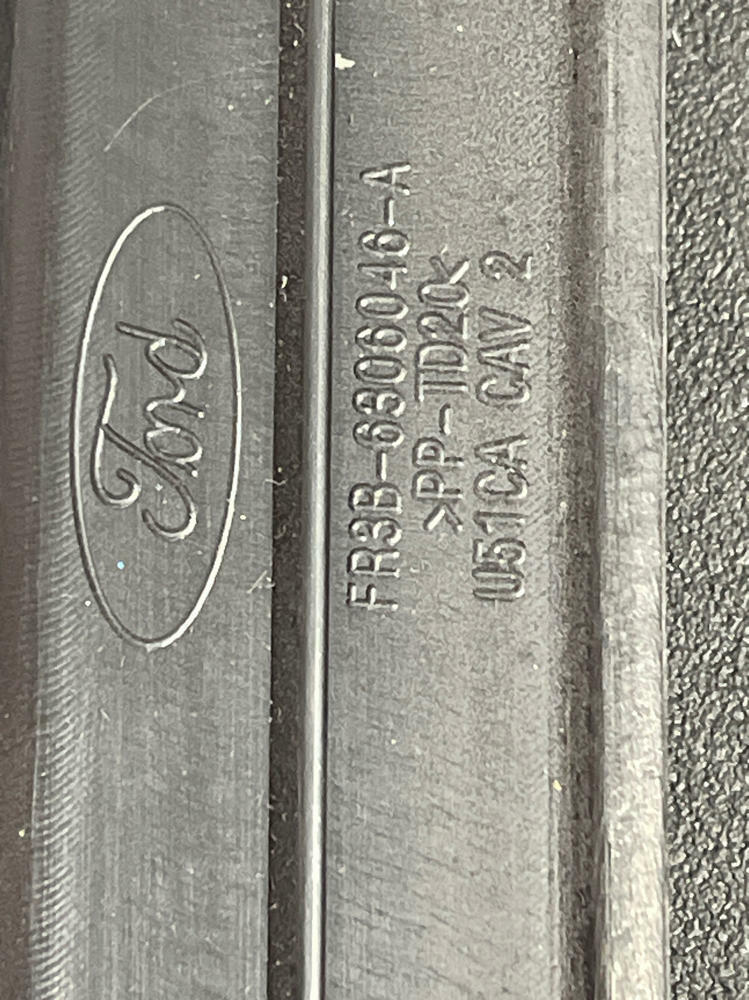 Ford
FR3B-6306046-A
>PP-TD20<
U51CA CAV 2